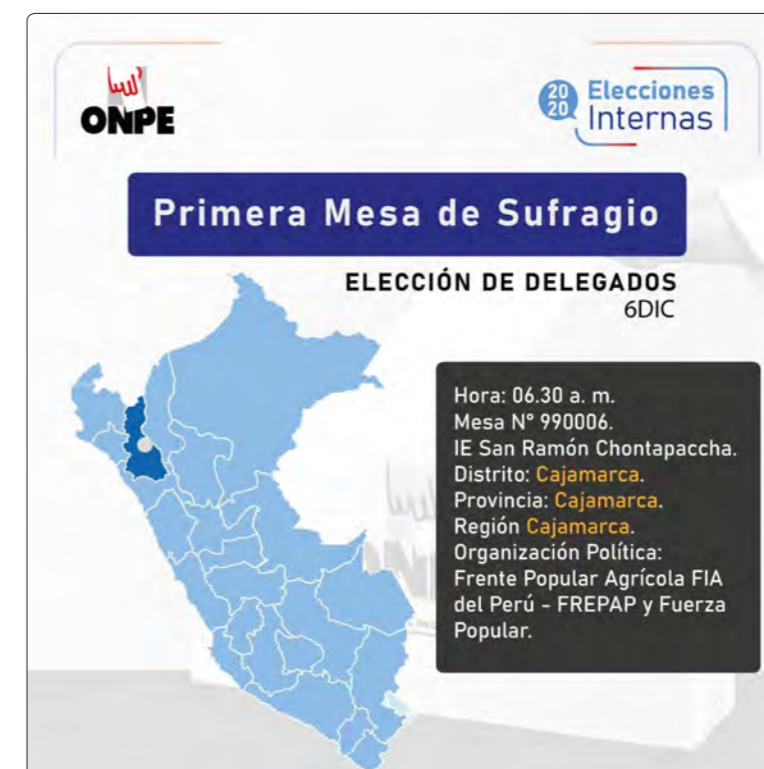 ONPE
20
20
Elecciones
Internas
Primera Mesa de Sufragio
ELECCIÓN DE DELEGADOS
6DIC
Hora: 06.30 a. m.
Mesa N° 990006.
IE San Ramón Chontapaccha.
Distrito: Cajamarca.
Provincia: Cajamarca.
Región Cajamarca.
Organización Política:
Frente Popular Agrícola FIA
del Perú - FREPAP y Fuerza
Popular.